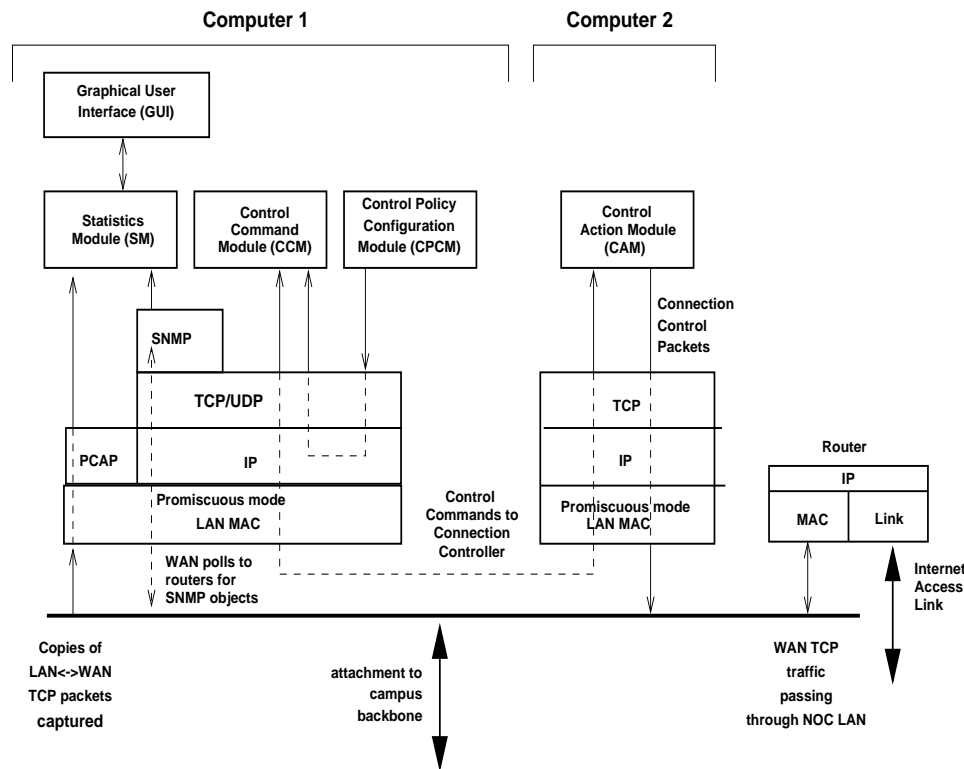 Computer 1
Computer 2
Graphical User
Interface (GUI)
Statistics
Module (SM)
Control
Command
Module (CCM)
Control Policy
Configuration
Module (CPCM)
Control
Action Module
(CAM)
Connection
Control
Packets
SNMP
TCP/UDP
PCAP
IP
Promiscuous mode
LAN MAC
TCP
IP
Promiscuous mode
LAN MAC
Router
IP
MAC
Link
Control
Commands to
Connection
Controller
WAN polls to
routers for
SNMP objects
Internet
Access
Link
Copies of
LAN<->WAN
TCP packets
captured
attachment to
campus
backbone
WAN TCP
traffic
passing
through NOC LAN